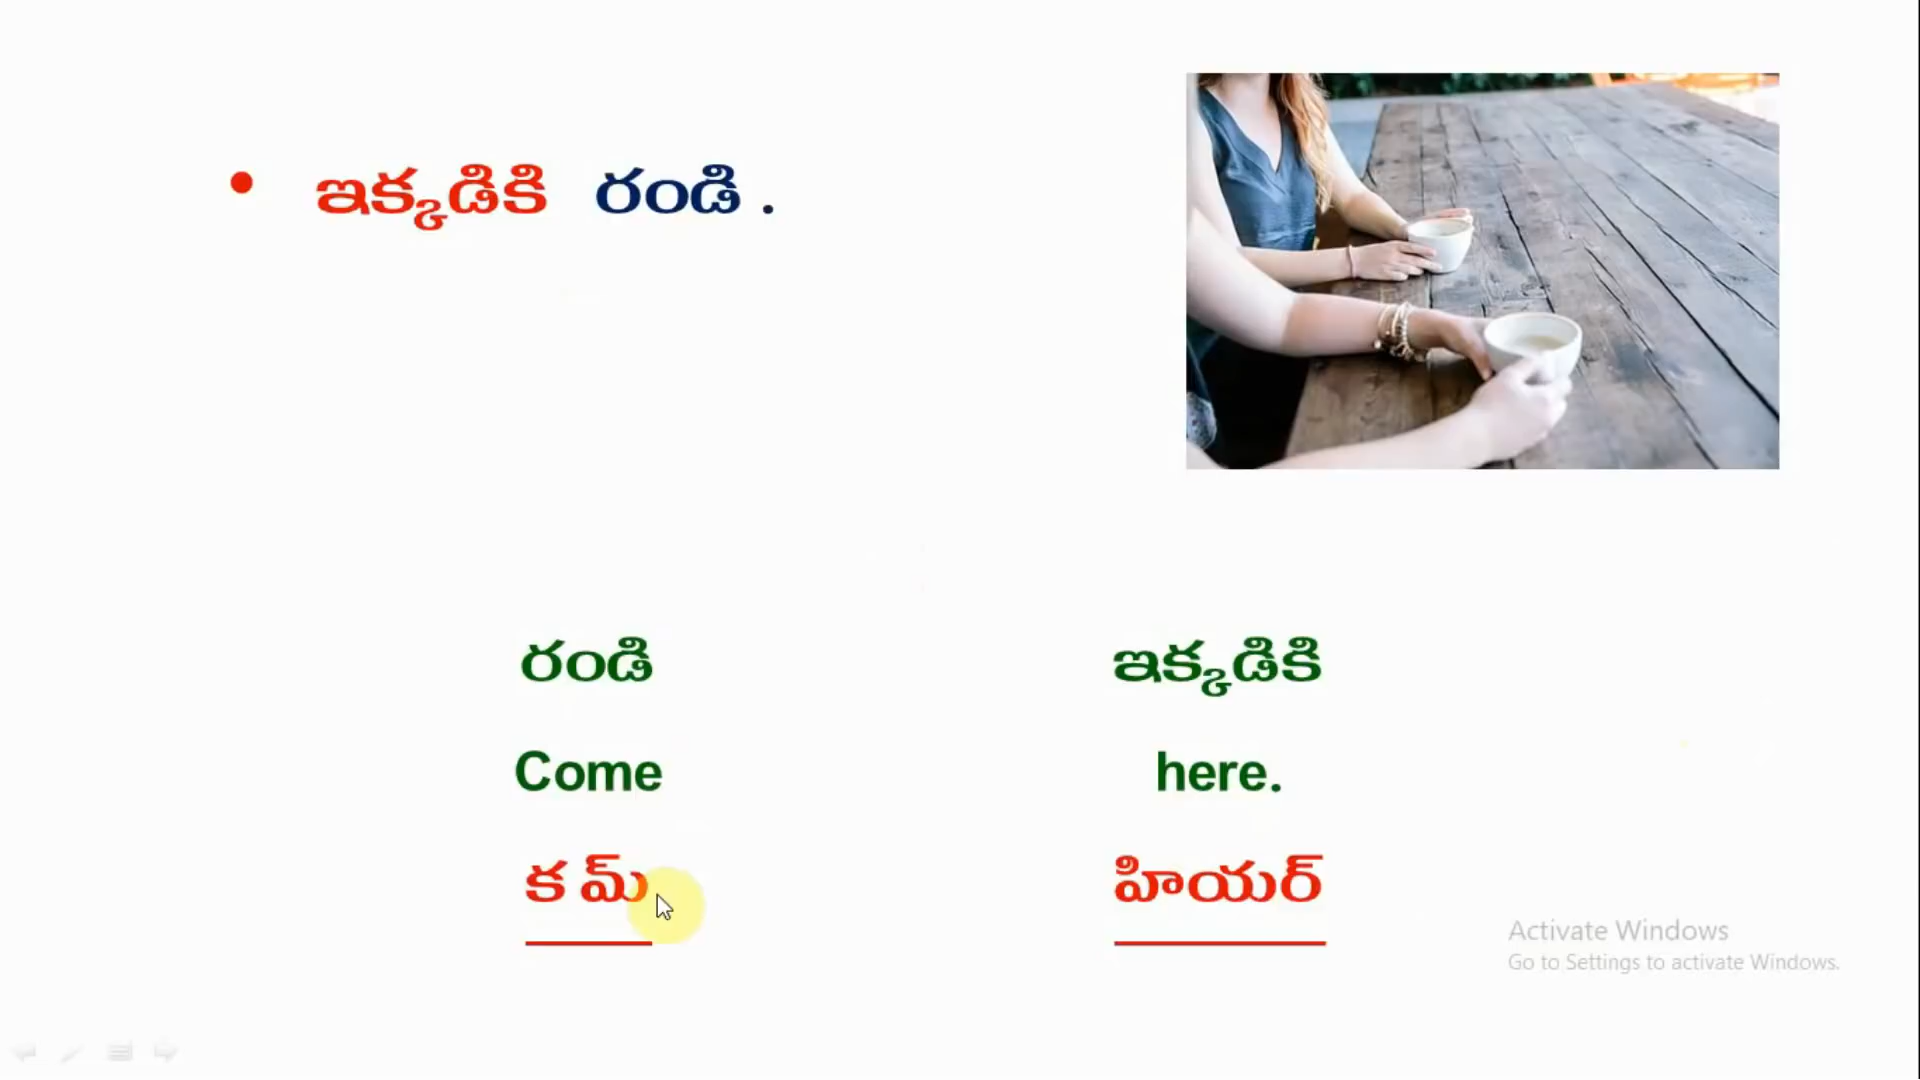 • ఇక్కడికి రండి .
రండి ఇక్కడికి
Come here.
కమ్ హియర్
Activate Windows
Go to Settings to activate Windows.